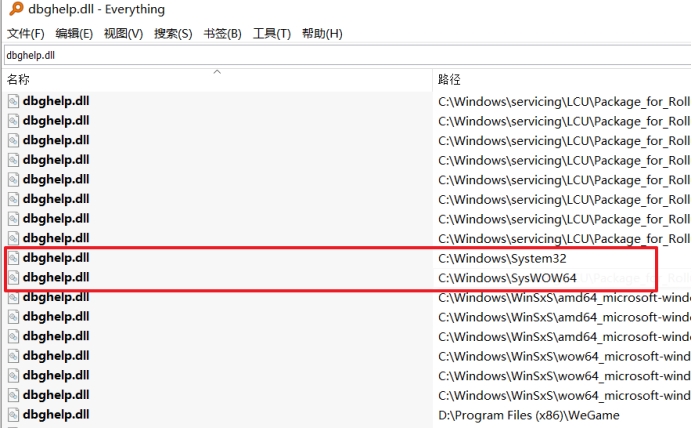 dbghelp.dll - Everything
文件(F) 编辑(E) 视图(V) 搜索(S) 书签(B) 工具(T) 帮助(H)
dbghelp.dll
名称 路径
dbghelp.dll C:\Windows\servicing\LCU\Package_for_Roll
dbghelp.dll C:\Windows\servicing\LCU\Package_for_Roll
dbghelp.dll C:\Windows\servicing\LCU\Package_for_Roll
dbghelp.dll C:\Windows\servicing\LCU\Package_for_Roll
dbghelp.dll C:\Windows\servicing\LCU\Package_for_Roll
dbghelp.dll C:\Windows\servicing\LCU\Package_for_Roll
dbghelp.dll C:\Windows\servicing\LCU\Package_for_Roll
dbghelp.dll C:\Windows\servicing\LCU\Package_for_Roll
dbghelp.dll C:\Windows\System32
dbghelp.dll C:\Windows\SysWOW64
dbghelp.dll C:\Windows\WinSxS\amd64_microsoft-windo
dbghelp.dll C:\Windows\WinSxS\amd64_microsoft-windo
dbghelp.dll C:\Windows\WinSxS\amd64_microsoft-windo
dbghelp.dll C:\Windows\WinSxS\wow64_microsoft-windo
dbghelp.dll C:\Windows\WinSxS\wow64_microsoft-windo
dbghelp.dll C:\Windows\WinSxS\wow64_microsoft-windo
dbghelp.dll D:\Program Files (x86)\WeGame